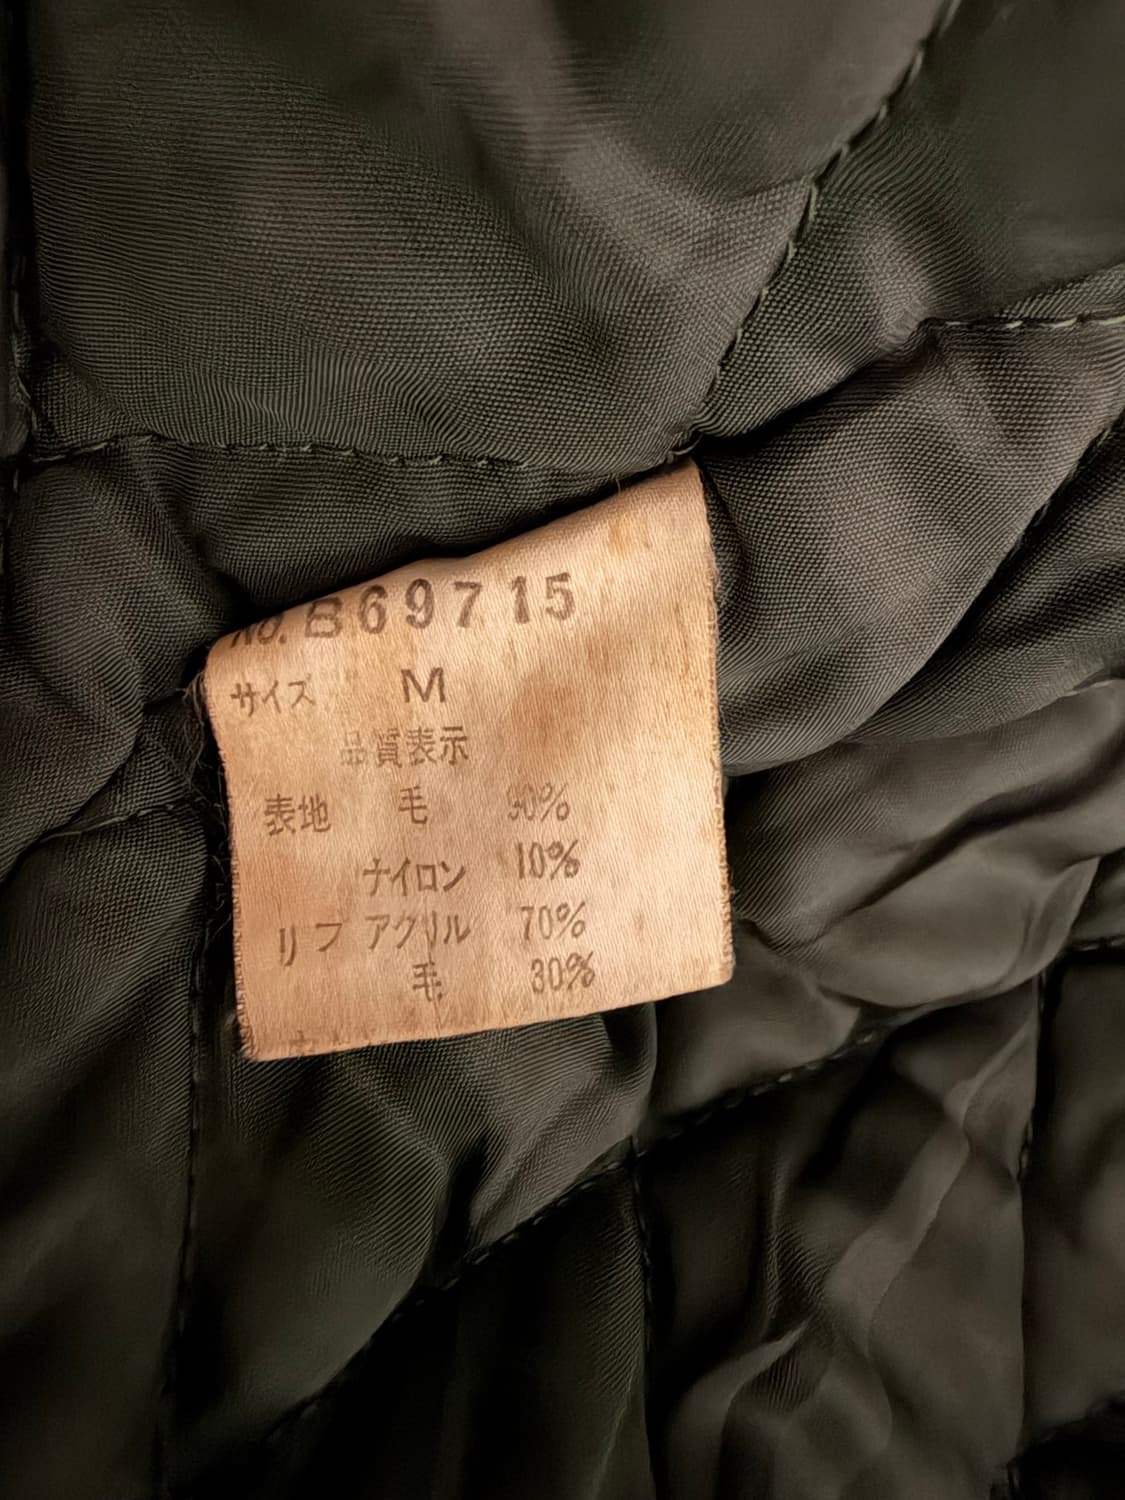 No. B69715
サイズ M
品質表示
表地 毛 90%
ナイロン 10%
リブ アクリル 70%
毛 30%